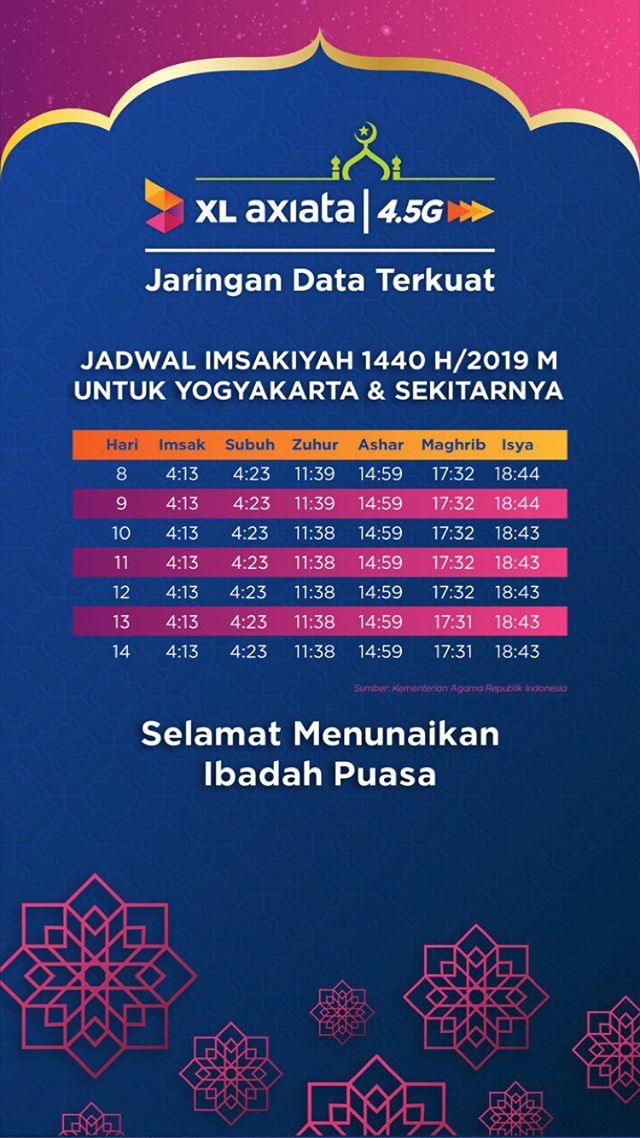 XL axiata | 4.5G
Jaringan Data Terkuat
JADWAL IMSAKIYAH 1440 H/2019 M
UNTUK YOGYAKARTA & SEKITARNYA
Hari Imsak Subuh Zuhur Ashar Maghrib Isya
8 4:13 4:23 11:39 14:59 17:32 18:44
9 4:13 4:23 11:39 14:59 17:32 18:44
10 4:13 4:23 11:38 14:59 17:32 18:43
11 4:13 4:23 11:38 14:59 17:32 18:43
12 4:13 4:23 11:38 14:59 17:32 18:43
13 4:13 4:23 11:38 14:59 17:31 18:43
14 4:13 4:23 11:38 14:59 17:31 18:43
Sumber: Kementerian Agama Republik Indonesia
Selamat Menunaikan
Ibadah Puasa